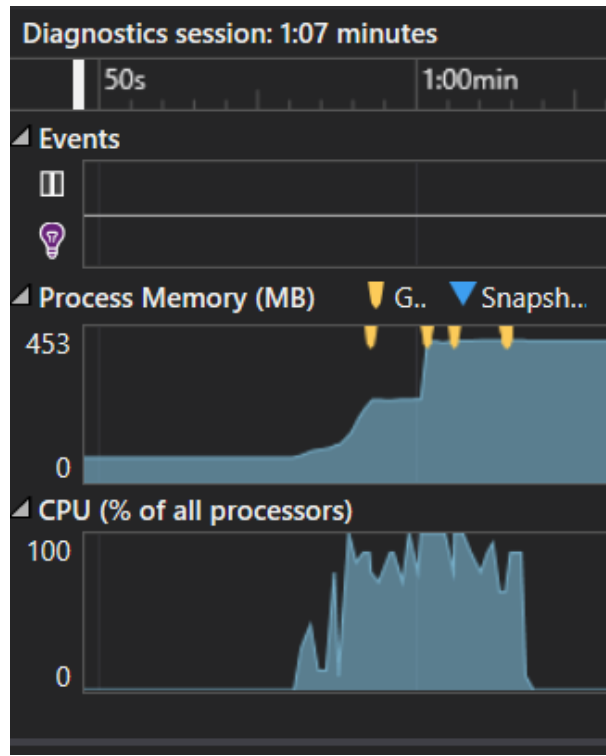 Diagnostics session: 1:07 minutes
50s 1:00min
Events
Process Memory (MB) G.. Snapsh...
453
0
CPU (% of all processors)
100
0